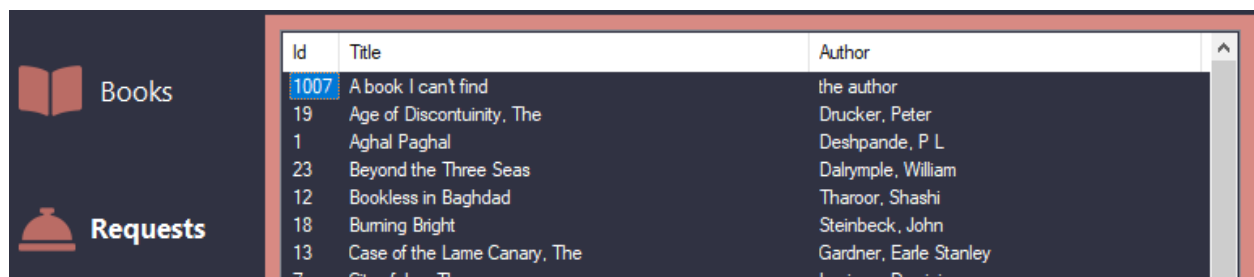 Books
Requests
Id Title Author
1007 A book I can't find the author
19 Age of Discontuinity, The Drucker, Peter
1 Aghal Paghal Deshpande, P L
23 Beyond the Three Seas Dalrymple, William
12 Bookless in Baghdad Tharoor, Shashi
18 Burning Bright Steinbeck, John
13 Case of the Lame Canary, The Gardner, Earle Stanley